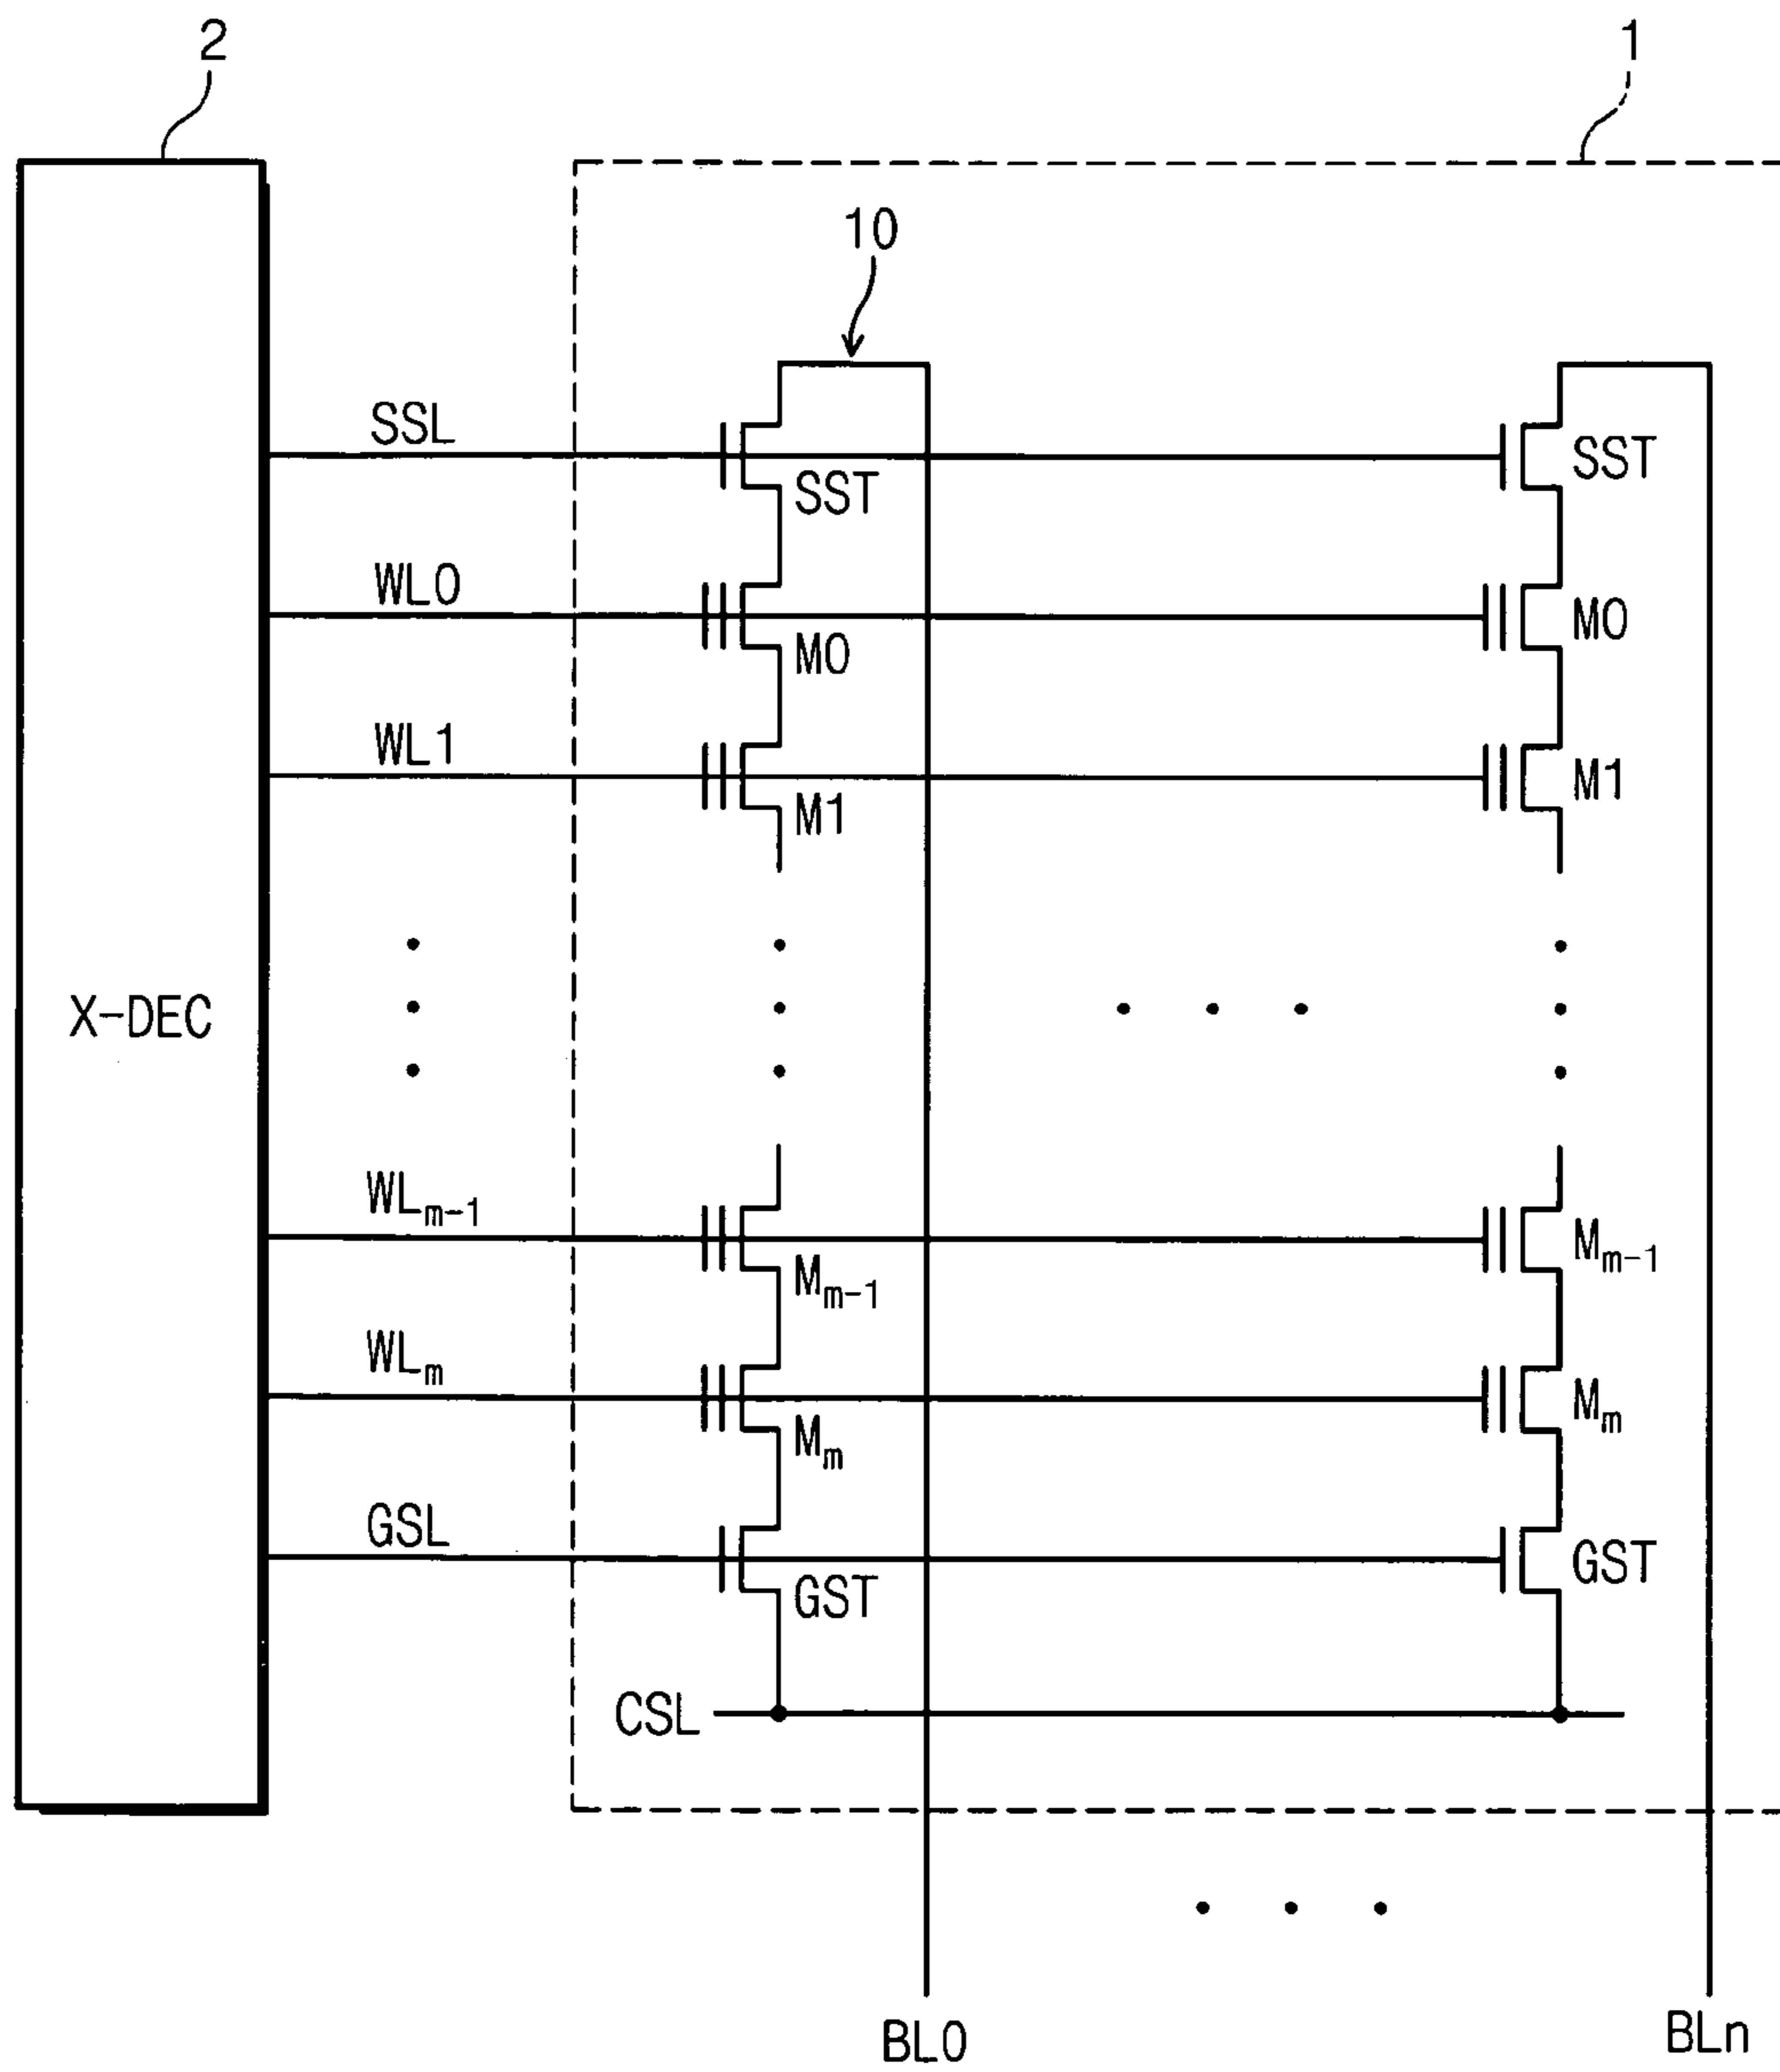 2
1
10
SSL
SST
SST
WL0
M0
M0
WL1
M1
M1
X-DEC
WLm-1
Mm-1
Mm-1
WLm
Mm
Mm
GSL
GST
GST
CSL
BL0
BLn